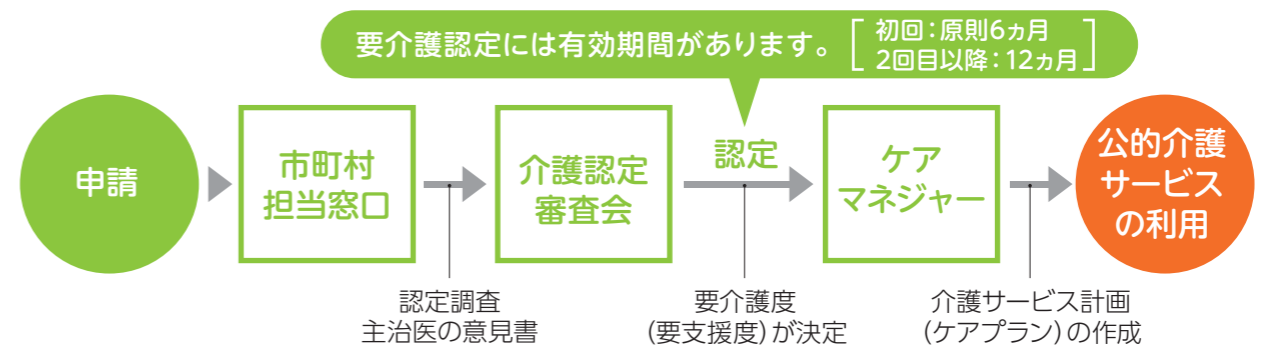 要介護認定には有効期間があります。
初回：原則6ヵ月
2回目以降：12ヵ月
申請
市町村
担当窓口
認定調査
主治医の意見書
介護認定
審査会
認定
要介護度
(要支援度)が決定
ケア
マネジャー
介護サービス計画
(ケアプラン)の作成
公的介護
サービス
の利用